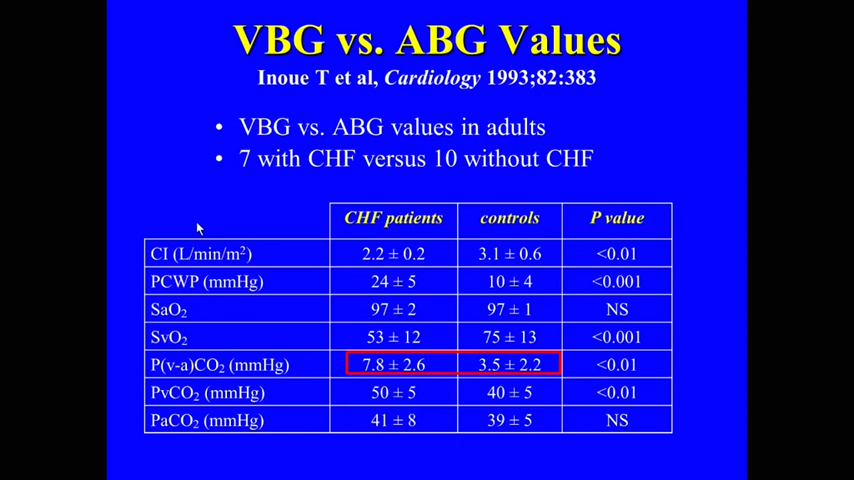 VBG vs. ABG Values
Inoue T et al, Cardiology 1993;82:383
• VBG vs. ABG values in adults
• 7 with CHF versus 10 without CHF
CHF patients controls P value
CI (L/min/m²) 2.2 ± 0.2 3.1 ± 0.6 <0.01
PCWP (mmHg) 24 ± 5 10 ± 4 <0.001
SaO₂ 97 ± 2 97 ± 1 NS
SvO₂ 53 ± 12 75 ± 13 <0.001
P(v-a)CO₂ (mmHg) 7.8 ± 2.6 3.5 ± 2.2 <0.01
PvCO₂ (mmHg) 50 ± 5 40 ± 5 <0.01
PaCO₂ (mmHg) 41 ± 8 39 ± 5 NS